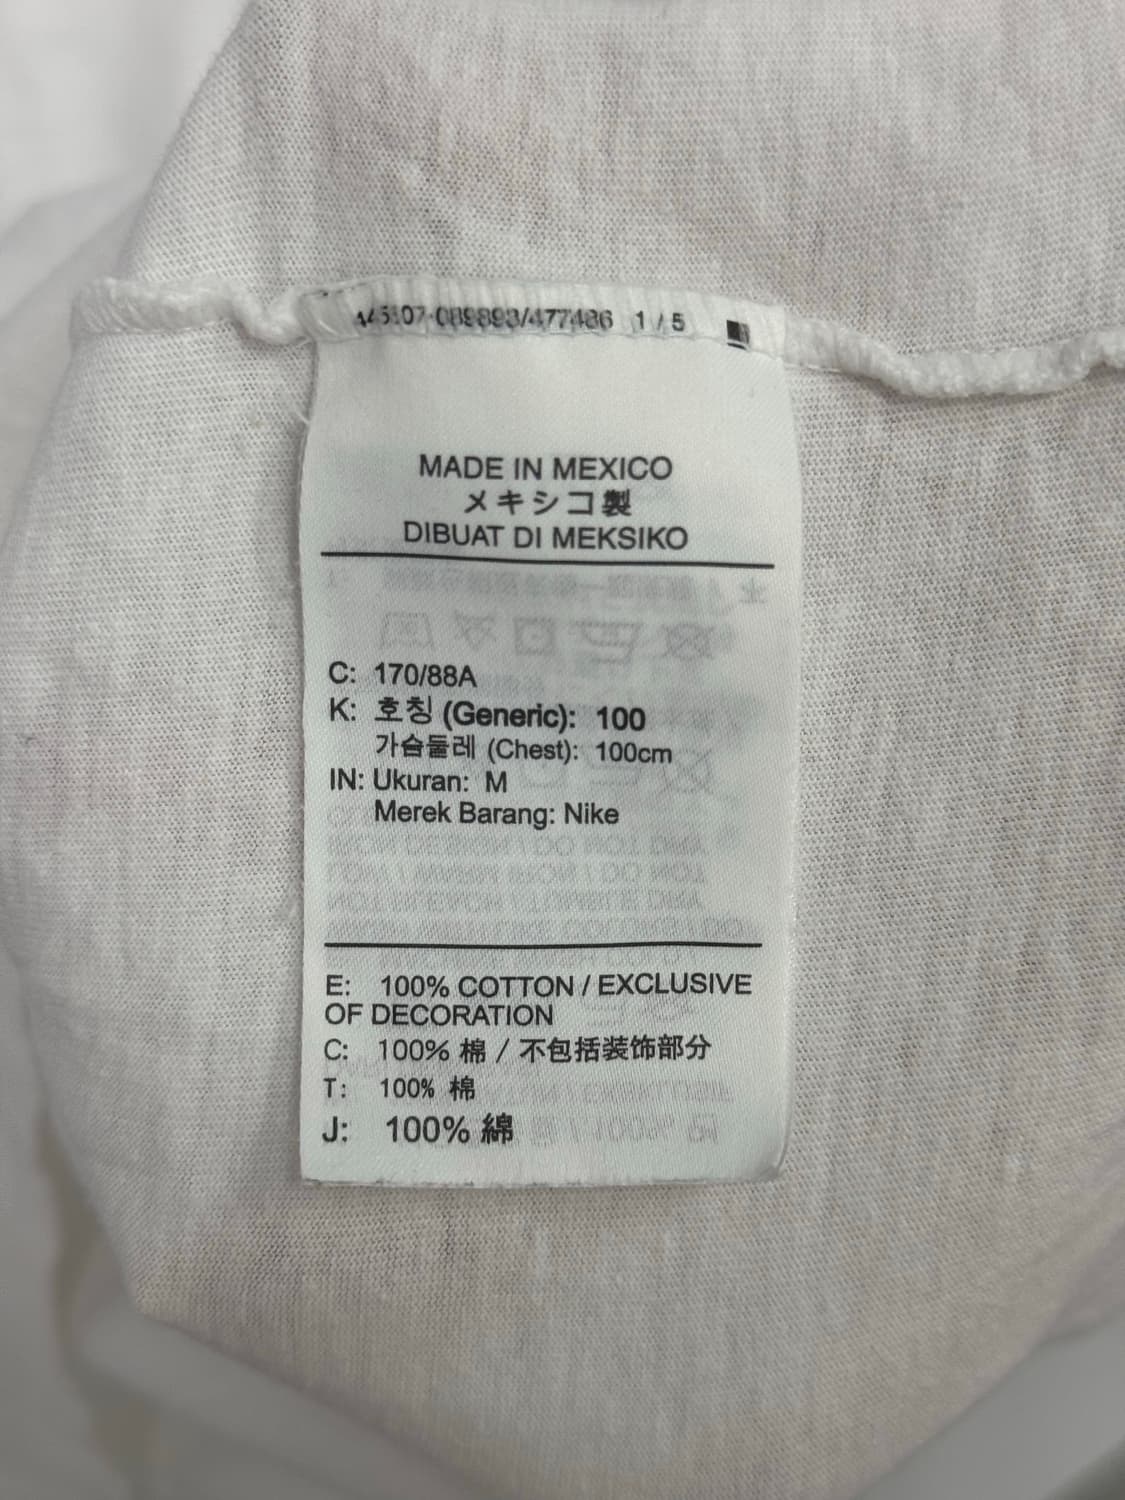 1 / 5
MADE IN MEXICO
メキシコ製
DIBUAT DI MEKSIKO
C: 170/88A
K: 호칭 (Generic): 100
가슴둘레 (Chest): 100cm
IN: Ukuran: M
Merek Barang: Nike
E: 100% COTTON / EXCLUSIVE
OF DECORATION
C: 100% 棉 / 不包括装饰部分
T: 100% 棉
J: 100% 綿